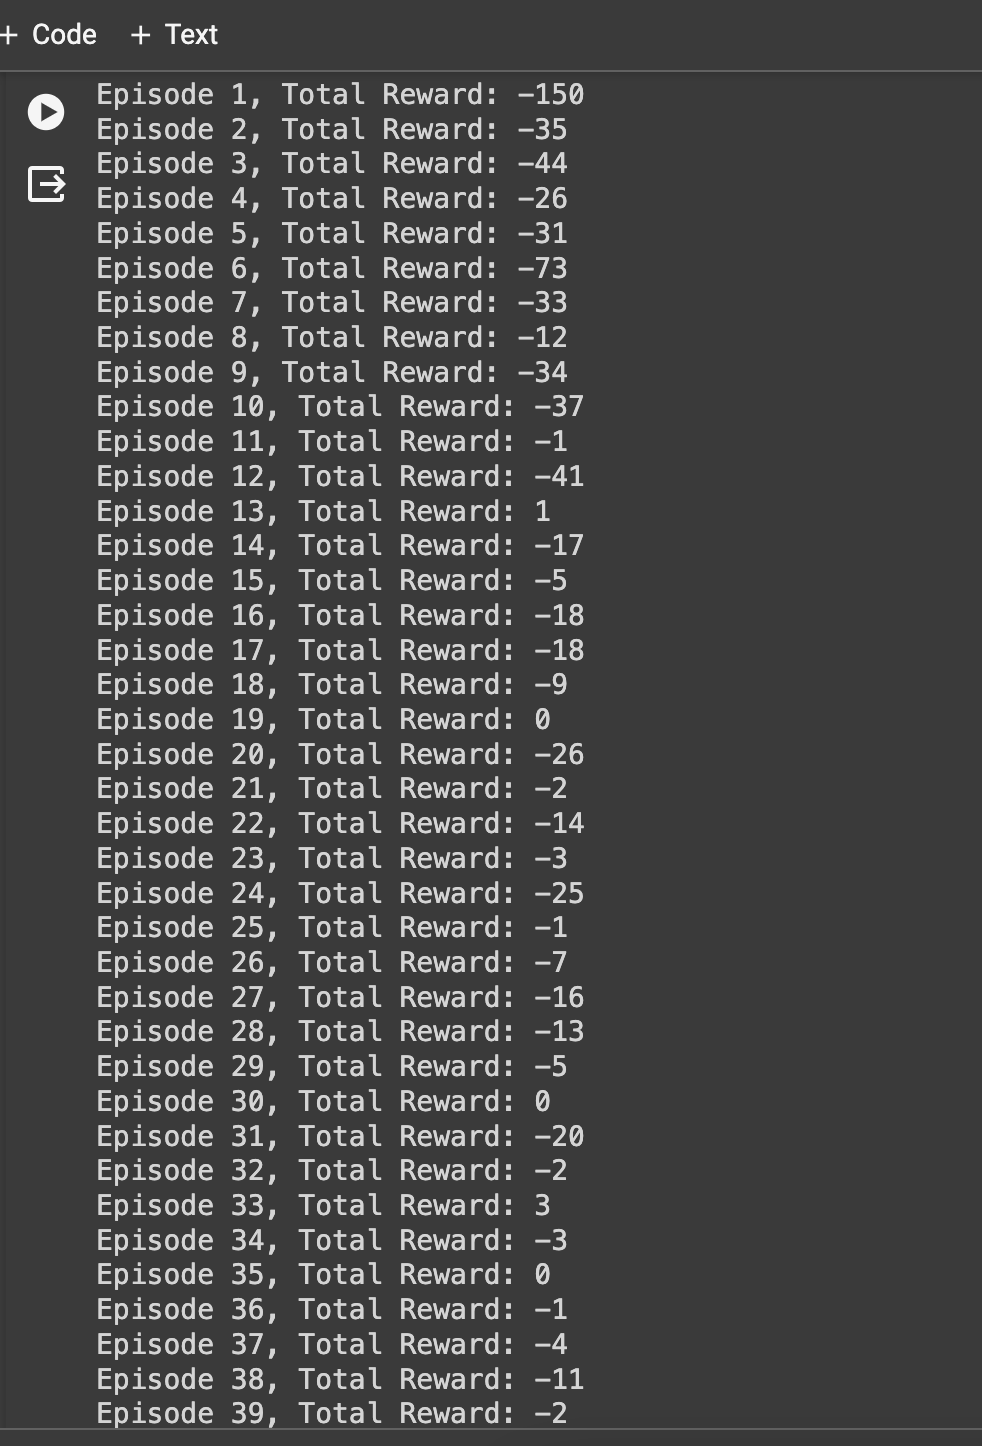 + Code + Text
Episode 1, Total Reward: -150
Episode 2, Total Reward: -35
Episode 3, Total Reward: -44
Episode 4, Total Reward: -26
Episode 5, Total Reward: -31
Episode 6, Total Reward: -73
Episode 7, Total Reward: -33
Episode 8, Total Reward: -12
Episode 9, Total Reward: -34
Episode 10, Total Reward: -37
Episode 11, Total Reward: -1
Episode 12, Total Reward: -41
Episode 13, Total Reward: 1
Episode 14, Total Reward: -17
Episode 15, Total Reward: -5
Episode 16, Total Reward: -18
Episode 17, Total Reward: -18
Episode 18, Total Reward: -9
Episode 19, Total Reward: 0
Episode 20, Total Reward: -26
Episode 21, Total Reward: -2
Episode 22, Total Reward: -14
Episode 23, Total Reward: -3
Episode 24, Total Reward: -25
Episode 25, Total Reward: -1
Episode 26, Total Reward: -7
Episode 27, Total Reward: -16
Episode 28, Total Reward: -13
Episode 29, Total Reward: -5
Episode 30, Total Reward: 0
Episode 31, Total Reward: -20
Episode 32, Total Reward: -2
Episode 33, Total Reward: 3
Episode 34, Total Reward: -3
Episode 35, Total Reward: 0
Episode 36, Total Reward: -1
Episode 37, Total Reward: -4
Episode 38, Total Reward: -11
Episode 39, Total Reward: -2